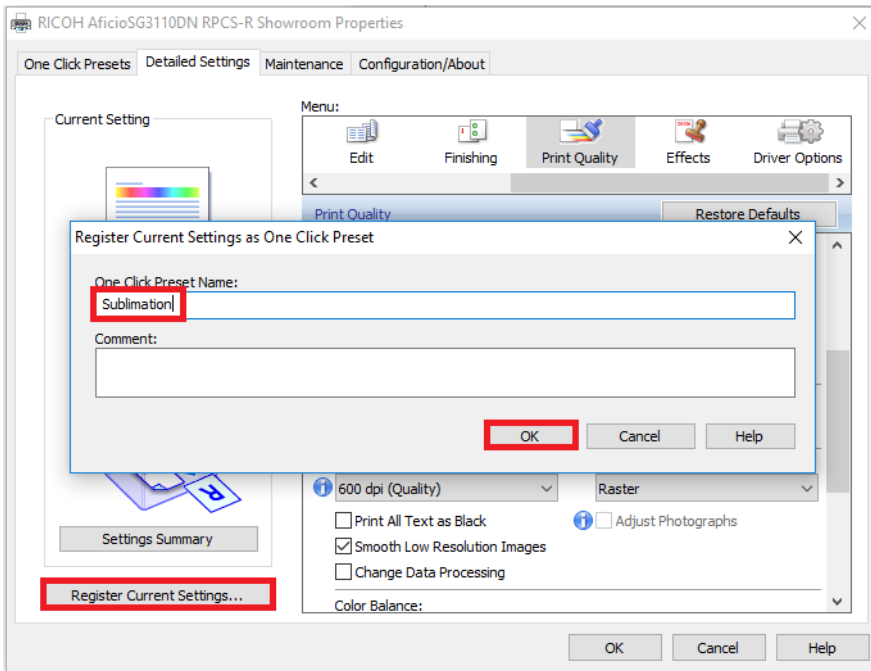 RICOH AficioSG3110DN RPCS-R Showroom Properties
One Click Presets Detailed Settings Maintenance Configuration/About
Current Setting
Menu:
Edit Finishing Print Quality Effects Driver Options
Print Quality Restore Defaults
Register Current Settings as One Click Preset
One Click Preset Name:
Sublimation
Comment:
OK Cancel Help
600 dpi (Quality) Raster
Print All Text as Black Adjust Photographs
Smooth Low Resolution Images
Change Data Processing
Settings Summary
Register Current Settings...
Color Balance:
OK Cancel Help